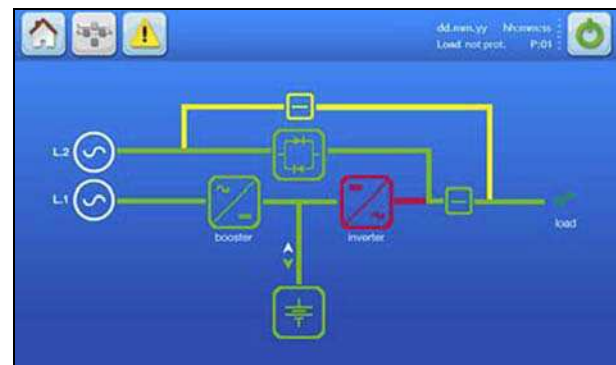 dd.mm.yy hh:mm:ss
Load not prot. P:01
L2
L1
booster
inverter
load